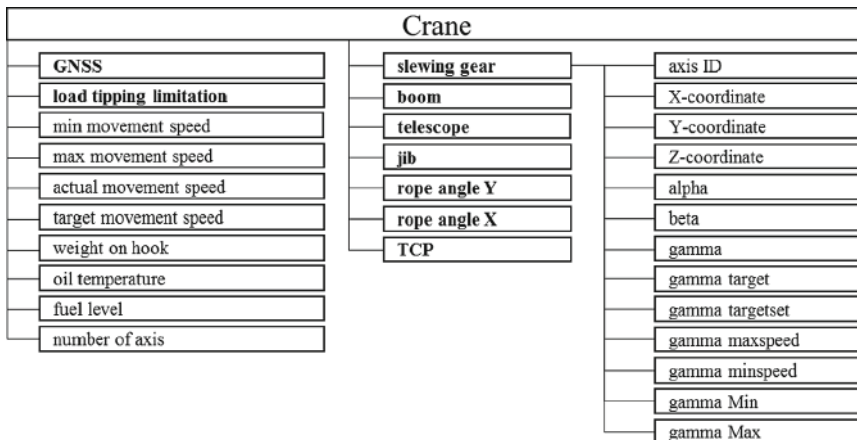 Crane
GNSS
load tipping limitation
min movement speed
max movement speed
actual movement speed
target movement speed
weight on hook
oil temperature
fuel level
number of axis
slewing gear
boom
telescope
jib
rope angle Y
rope angle X
TCP
axis ID
X-coordinate
Y-coordinate
Z-coordinate
alpha
beta
gamma
gamma target
gamma targetset
gamma maxspeed
gamma minspeed
gamma Min
gamma Max